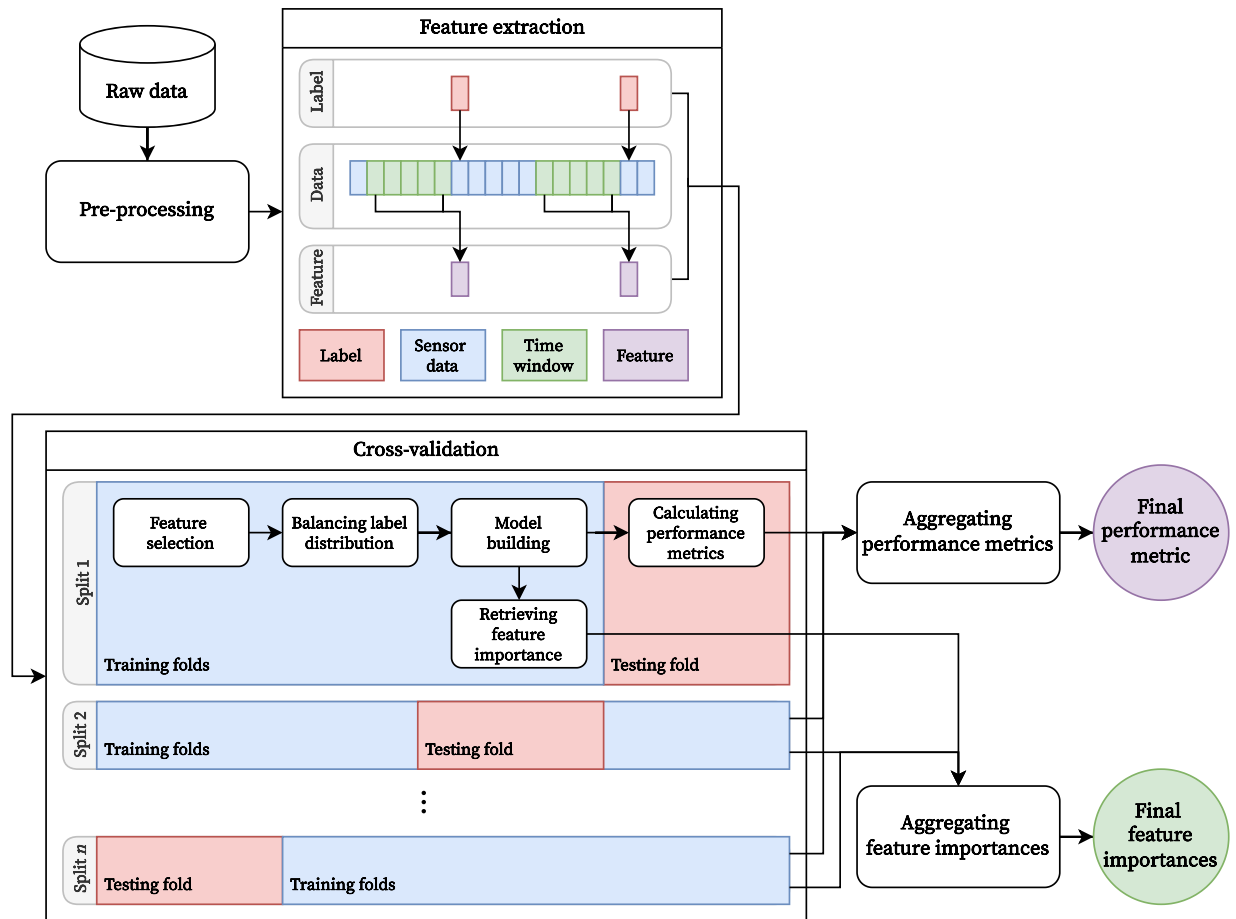 Feature extraction
Raw data
Pre-processing
Label
Data
Feature
Label
Sensor
data
Time
window
Feature
Cross-validation
Split 1
Feature
selection
Balancing label
distribution
Model
building
Calculating
performance
metrics
Retrieving
feature
importance
Training folds
Testing fold
Aggregating
performance metrics
Final
performance
metric
Split 2
Training folds
Testing fold
Split n
Testing fold
Training folds
Aggregating
feature importances
Final
feature
importances